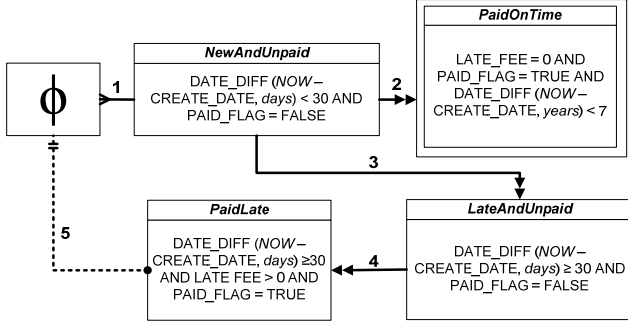 NewAndUnpaid
DATE_DIFF (NOW –
CREATE_DATE, days) < 30 AND
PAID_FLAG = FALSE
PaidOnTime
LATE_FEE = 0 AND
PAID_FLAG = TRUE AND
DATE_DIFF (NOW –
CREATE_DATE, years) < 7
ϕ
1
2
3
PaidLate
DATE_DIFF (NOW –
CREATE_DATE, days) ≥30
AND LATE FEE > 0 AND
PAID_FLAG = TRUE
LateAndUnpaid
DATE_DIFF (NOW –
CREATE_DATE, days) ≥ 30 AND
PAID_FLAG = FALSE
4
5